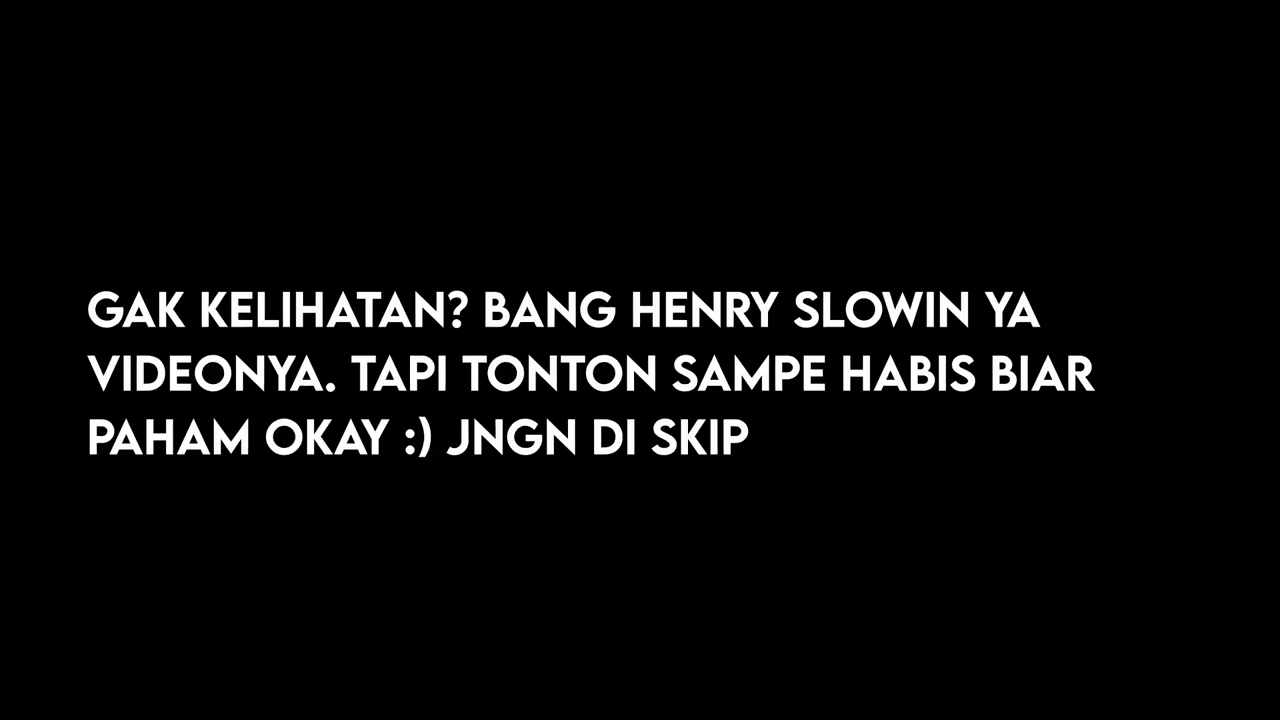 GAK KELIHATAN? BANG HENRY SLOWIN YA
VIDEONYA. TAPI TONTON SAMPE HABIS BIAR
PAHAM OKAY :) JNGN DI SKIP